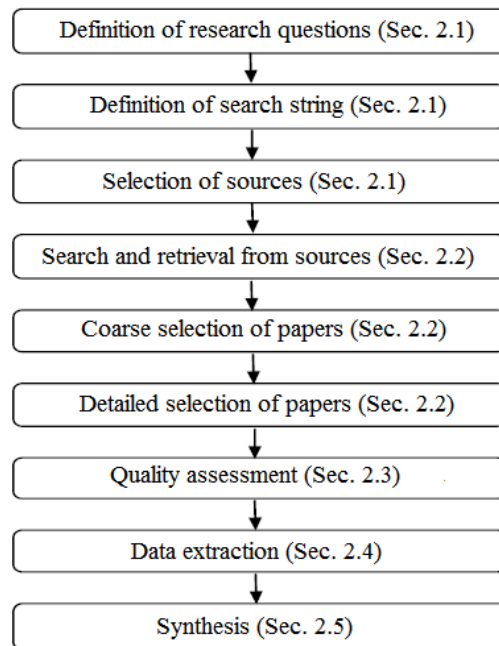 Definition of research questions (Sec. 2.1)
Definition of search string (Sec. 2.1)
Selection of sources (Sec. 2.1)
Search and retrieval from sources (Sec. 2.2)
Coarse selection of papers (Sec. 2.2)
Detailed selection of papers (Sec. 2.2)
Quality assessment (Sec. 2.3)
Data extraction (Sec. 2.4)
Synthesis (Sec. 2.5)